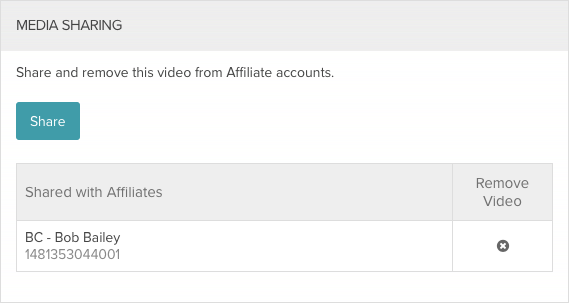 MEDIA SHARING
Share and remove this video from Affiliate accounts.
Share
Shared with Affiliates
Remove
Video
BC - Bob Bailey
1481353044001